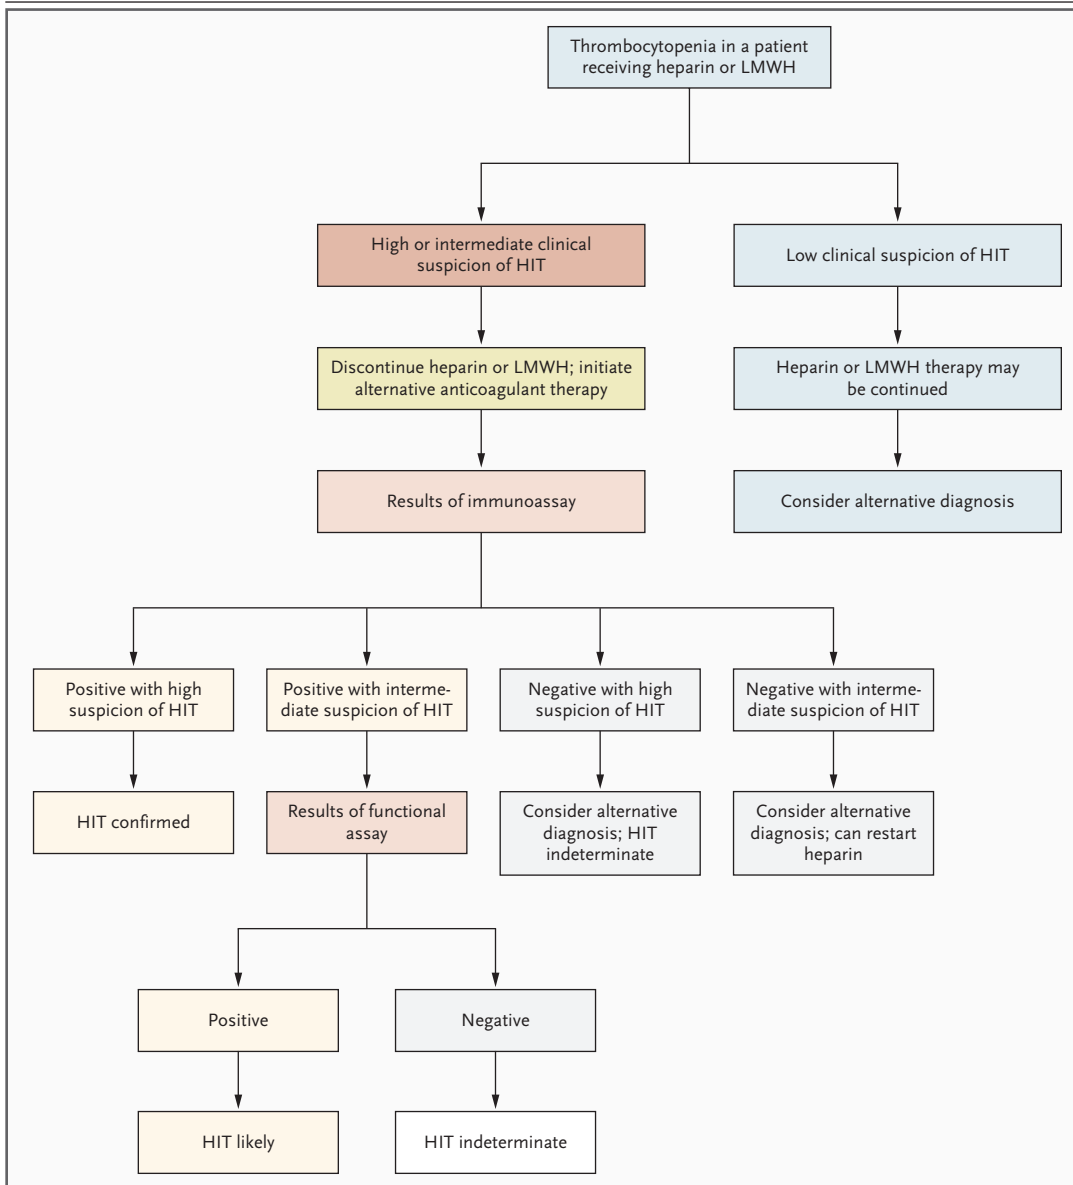 Thrombocytopenia in a patient
receiving heparin or LMWH
High or intermediate clinical
suspicion of HIT
Low clinical suspicion of HIT
Discontinue heparin or LMWH; initiate
alternative anticoagulant therapy
Heparin or LMWH therapy may
be continued
Results of immunoassay
Consider alternative diagnosis
Positive with high
suspicion of HIT
Positive with interme-
diate suspicion of HIT
Negative with high
suspicion of HIT
Negative with interme-
diate suspicion of HIT
HIT confirmed
Results of functional
assay
Consider alternative
diagnosis; HIT
indeterminate
Consider alternative
diagnosis; can restart
heparin
Positive
Negative
HIT likely
HIT indeterminate